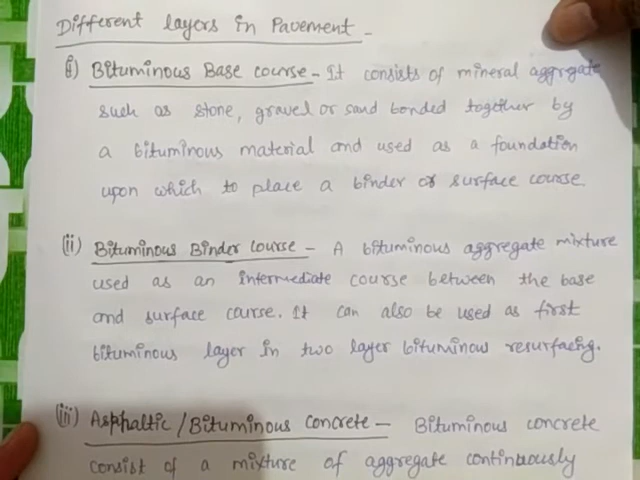 Different layers in Pavement -
i) Bituminous Base course - It consists of mineral aggregate
such as stone, gravel or sand bonded together by
a bituminous material and used as a foundation
upon which to place a binder or surface course.
(ii) Bituminous Binder course - A bituminous aggregate mixture
used as an intermediate course between the base
and surface course. It can also be used as first
bituminous layer in two layer bituminous resurfacing.
(iii) Asphaltic / Bituminous Concrete - Bituminous concrete
consist of a mixture of aggregate continuously